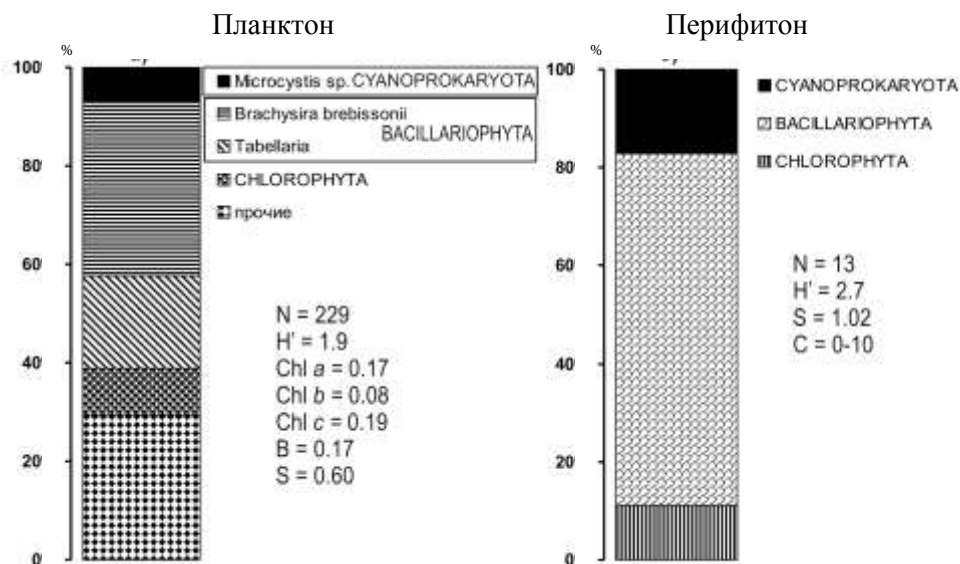 Планктон
%
100
80
60
40
20
0
Microcystis sp. CYANOPROKARYOTA
Brachysira brebissonii
BACILLARIOPHYTA
Tabellaria
CHLOROPHYTA
прочие
N = 229
H' = 1.9
Chl a = 0.17
Chl b = 0.08
Chl c = 0.19
B = 0.17
S = 0.60
Перифитон
%
100
80
60
40
20
0
CYANOPROKARYOTA
BACILLARIOPHYTA
CHLOROPHYTA
N = 13
H' = 2.7
S = 1.02
C = 0-10